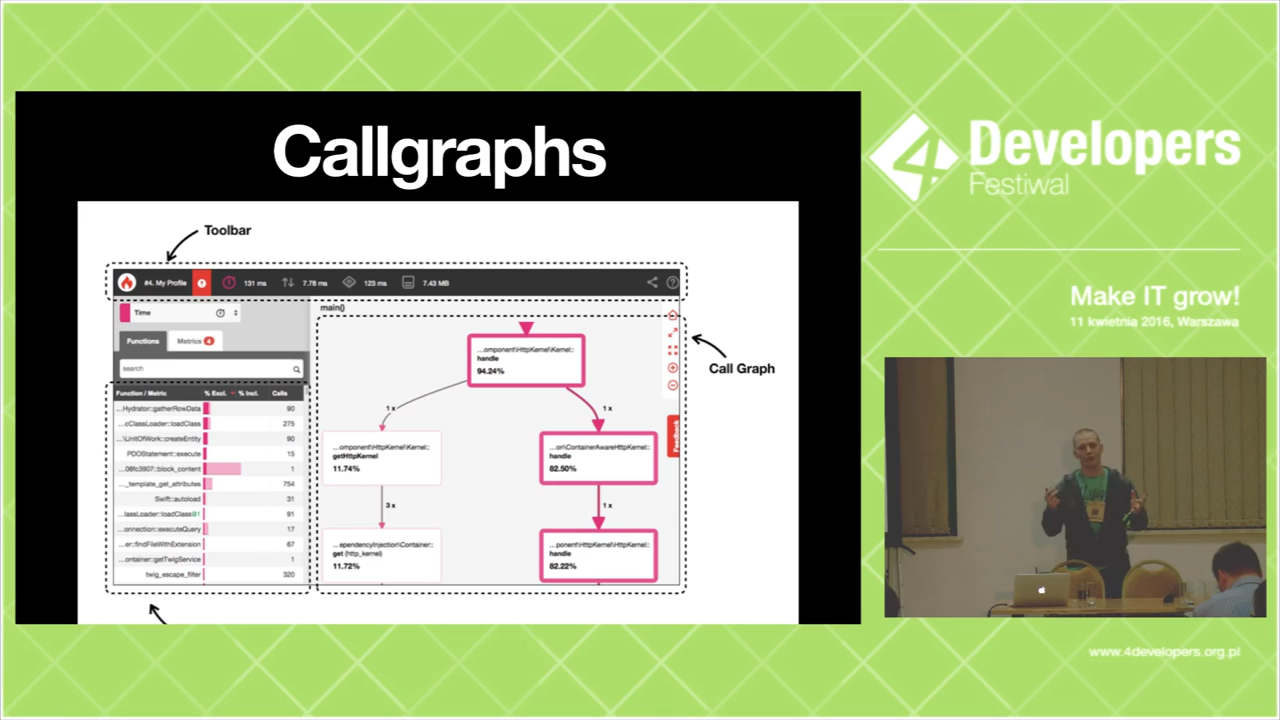 Callgraphs
Toolbar
#4. My Profile
131 ms
7.78 ms
123 ms
7.43 MB
Time
main()
Functions
Metrics 4
search
Function / Metric
% Excl.
% Incl.
Calls
...Hydrator::gatherRowData 90
...cClassLoader::loadClass 275
...\UnitOfWork::createEntity 90
PDOStatement::execute 15
...08fc3907::block_content 1
..._template_get_attributes 754
Swift::autoload 31
...lassLoader::loadClass@1 91
...onnection::executeQuery 17
...er::findFileWithExtension 67
...ontainer::getTwigService 1
twig_escape_filter 320
...omponent\HttpKernel\Kernel::
handle
94.24%
1 x
1 x
...omponent\HttpKernel\Kernel::
getHttpKernel
11.74%
...or\ContainerAwareHttpKernel::
handle
82.50%
3 x
1 x
...ependencyInjection\Container::
get (http_kernel)
11.72%
...ponent\HttpKernel\HttpKernel::
handle
82.22%
Call Graph
Feedback
4Developers
Festiwal
Make IT grow!
11 kwietnia 2016, Warszawa
www.4developers.org.pl